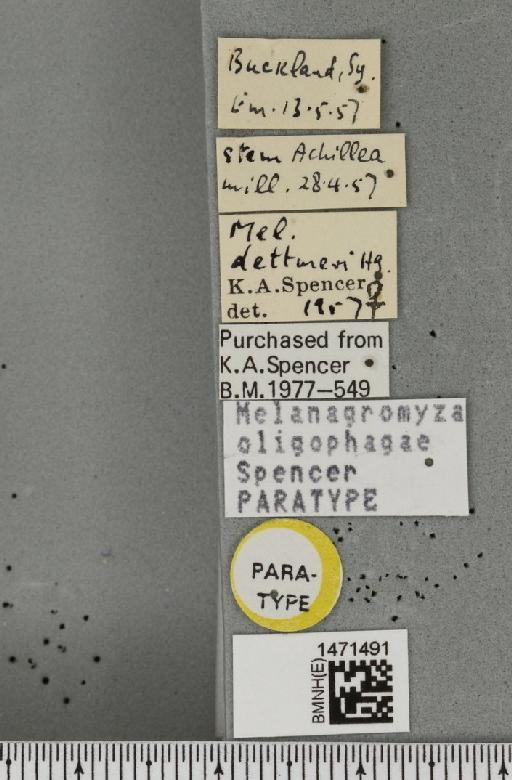 Buckland, Sy.
Em. 13.5.57
stem Achillea
mill. 28.4.57
Mel.
dettmeri Hg.
K.A.Spencer ♀
det. 1957
Purchased from
K.A.Spencer
B.M.1977–549
Melanagromyza
oligophagae
Spencer
PARATYPE
PARA-
TYPE
1471491
BMNH(E)